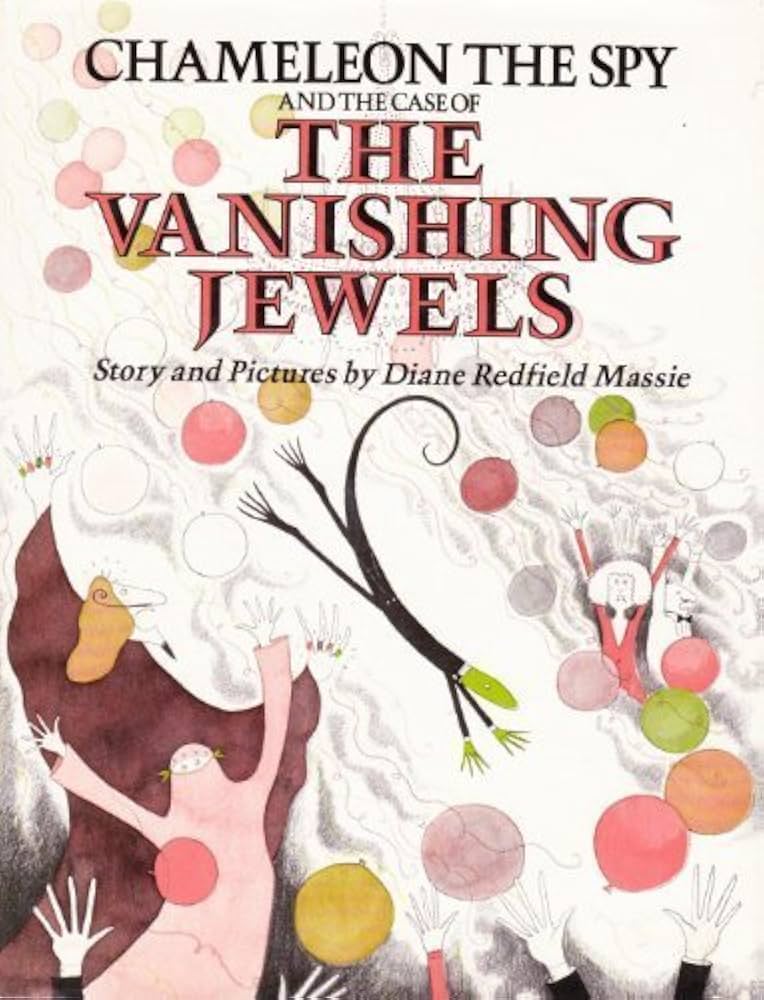 CHAMELEON THE SPY
AND THE CASE OF
THE
VANISHING
JEWELS
Story and Pictures by Diane Redfield Massie